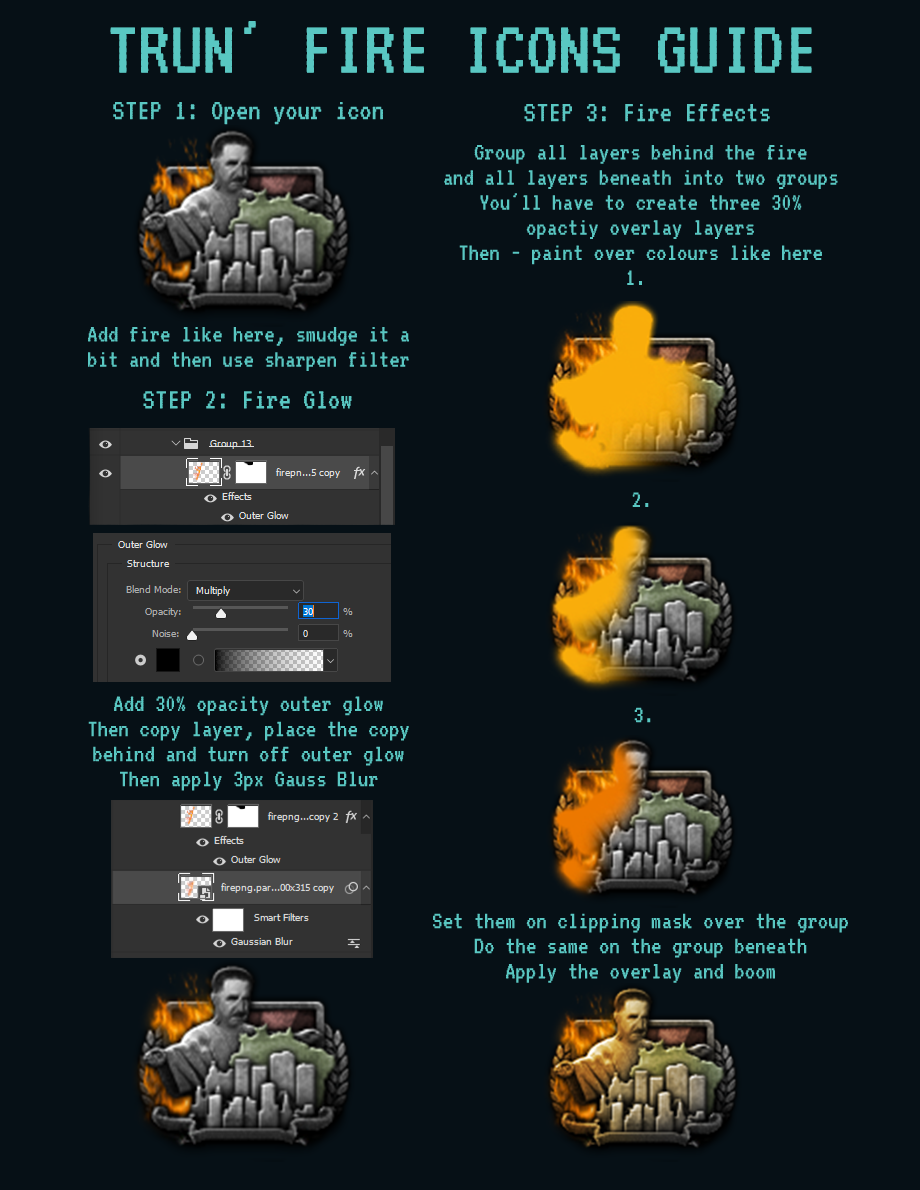 TRUN´ FIRE ICONS GUIDE
STEP 1: Open your icon
Add fire like here, smudge it a
bit and then use sharpen filter
STEP 2: Fire Glow
Group 13
firepn...5 copy fx
Effects
Outer Glow
Outer Glow
Structure
Blend Mode: Multiply
Opacity: 30 %
Noise: 0 %
Add 30% opacity outer glow
Then copy layer, place the copy
behind and turn off outer glow
Then apply 3px Gauss Blur
firepng...copy 2 fx
Effects
Outer Glow
firepng.par...00x315 copy
Smart Filters
Gaussian Blur
STEP 3: Fire Effects
Group all layers behind the fire
and all layers beneath into two groups
You´ll have to create three 30%
opactiy overlay layers
Then - paint over colours like here
1.
2.
3.
Set them on clipping mask over the group
Do the same on the group beneath
Apply the overlay and boom